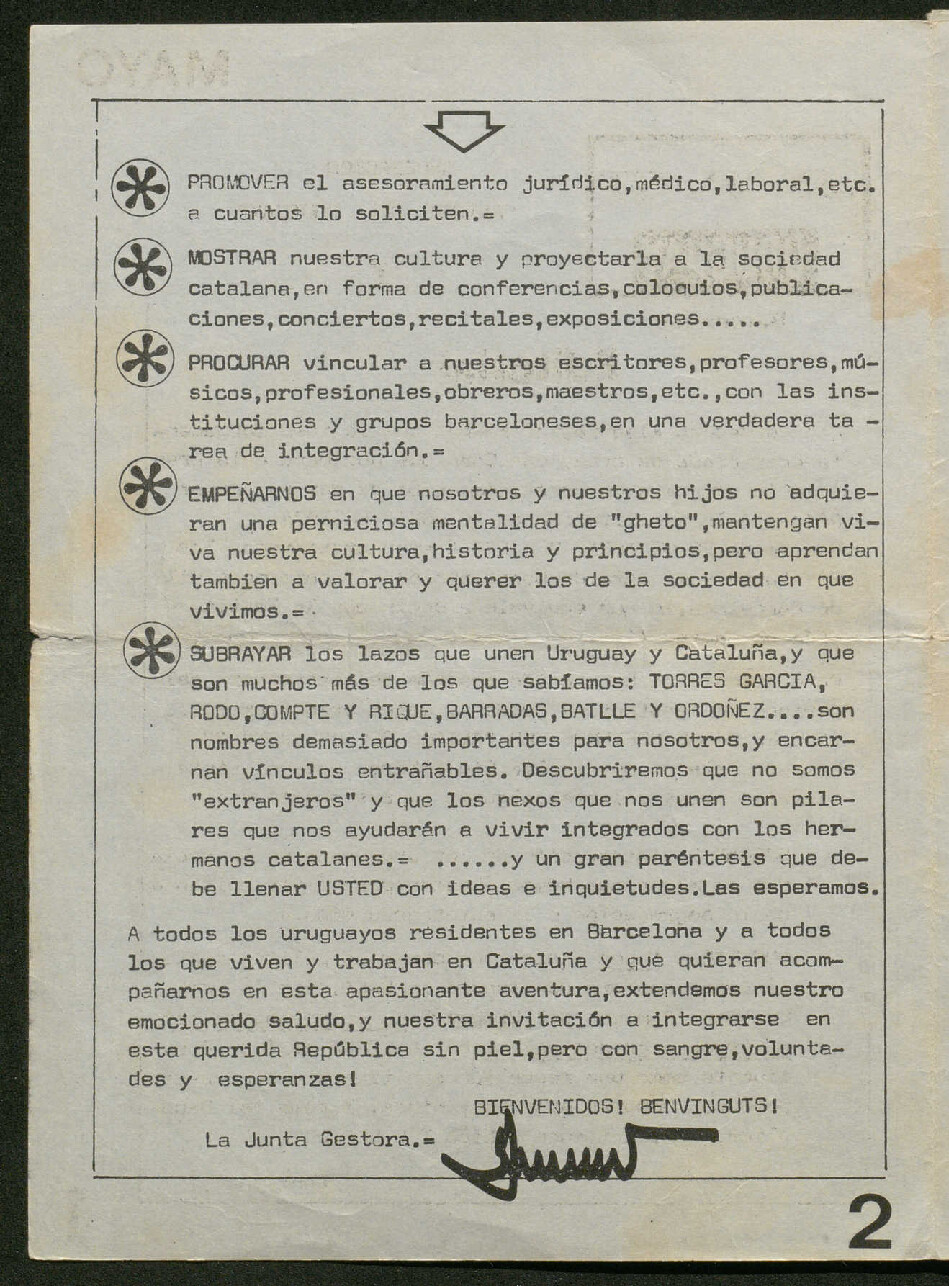 MAYO
PROMOVER el asesoramiento jurídico,médico,laboral,etc.
a cuantos lo soliciten.=
MOSTRAR nuestra cultura y proyectarla a la sociedad
catalana,en forma de conferencias,coloquios,publica-
ciones,conciertos,recitales,exposiciones.....
PROCURAR vincular a nuestros escritores,profesores,mú-
sicos,profesionales,obreros,maestros,etc.,con las ins-
tituciones y grupos barceloneses,en una verdadera ta -
rea de integración.=
EMPEÑARNOS en que nosotros y nuestros hijos no adquie-
ran una perniciosa mentalidad de "gheto",mantengan vi-
va nuestra cultura,historia y principios,pero aprendan
tambien a valorar y querer los de la sociedad en que
vivimos.=
SUBRAYAR los lazos que unen Uruguay y Cataluña,y que
son muchos más de los que sabíamos: TORRES GARCIA,
RODO,COMPTE Y RIQUE,BARRADAS,BATLLE Y ORDOÑEZ....son
nombres demasiado importantes para nosotros,y encar-
nan vínculos entrañables. Descubriremos que no somos
"extranjeros" y que los nexos que nos unen son pila-
res que nos ayudarán a vivir integrados con los her-
manos catalanes.= ......y un gran paréntesis que de-
be llenar USTED con ideas e inquietudes.Las esperamos.
A todos los uruguayos residentes en Barcelona y a todos
los que viven y trabajan en Cataluña y que quieran acom-
pañarnos en esta apasionante aventura,extendemos nuestro
emocionado saludo,y nuestra invitación a integrarse en
esta querida República sin piel,pero con sangre,volunta-
des y esperanzas!
BIENVENIDOS! BENVINGUTS!
La Junta Gestora.=
2